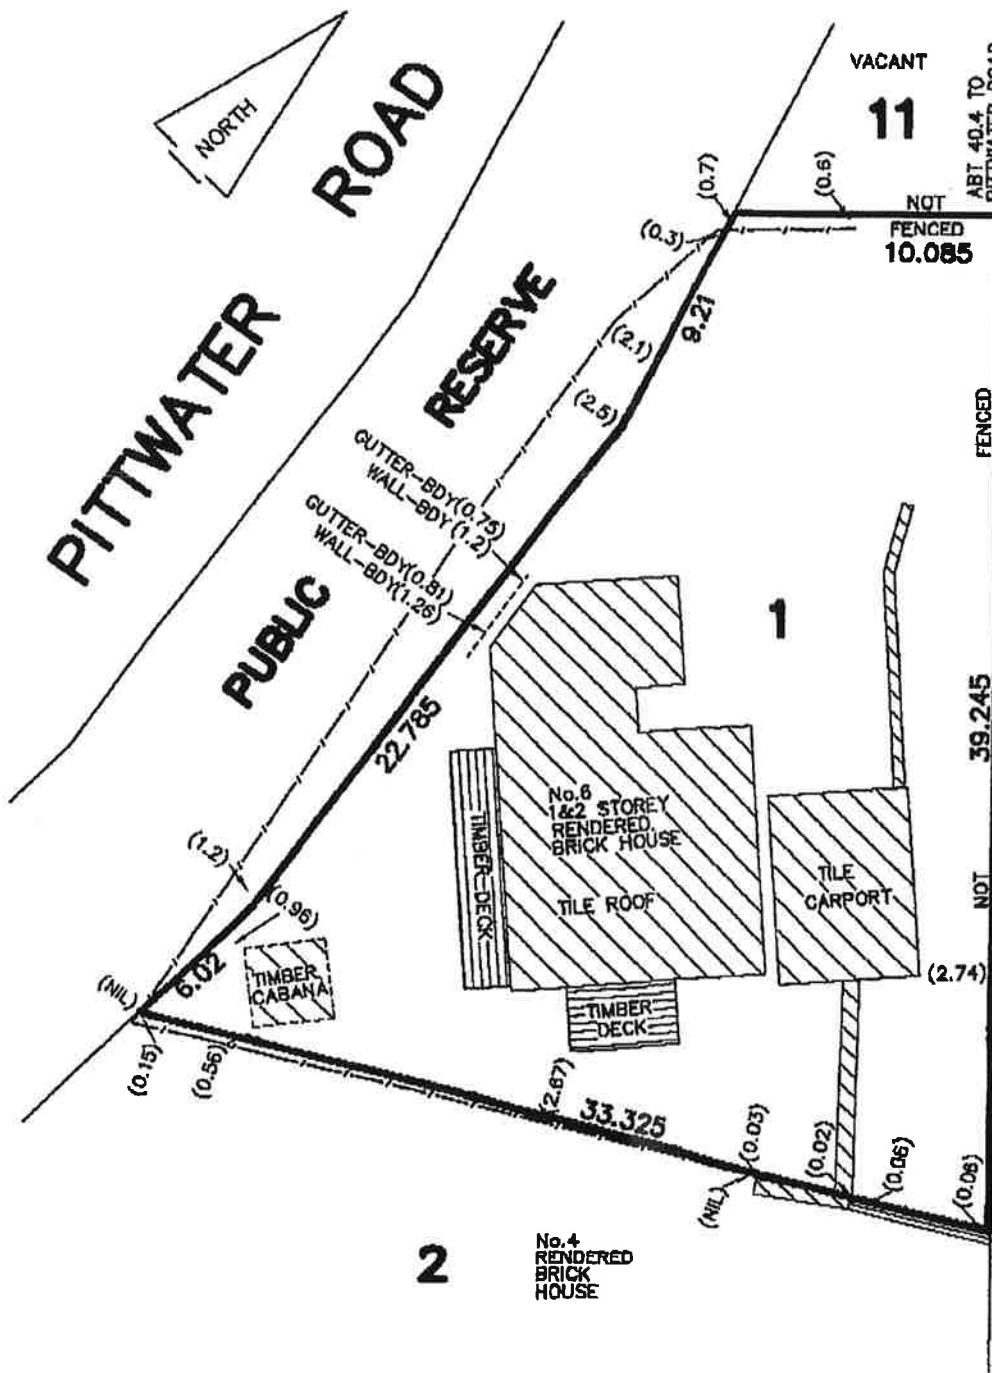 VACANT
11
ABT 40.4 TO
PITTWATER ROAD
NORTH
PITTWATER ROAD
PUBLIC RESERVE
(0.7)
(0.6)
NOT
FENCED
10.085
(0.3)
9.21
(2.1)
(2.5)
GUTTER-BDY(0.75)
WALL-BDY(1.2)
GUTTER-BDY(0.81)
WALL-BDY(1.26)
22.785
1
FENCED
39.245
NOT
No.6
1&2 STOREY
RENDERED
BRICK HOUSE
TILE ROOF
TIMBER DECK
TILE
CARPORT
(2.74)
TIMBER
DECK
(1.2)
(0.96)
6.02
(NIL)
TIMBER
CABANA
(0.15)
(0.56)
(2.67)
33.325
(0.03)
(NIL)
(0.02)
(0.06)
(0.06)
2
No.4
RENDERED
BRICK
HOUSE